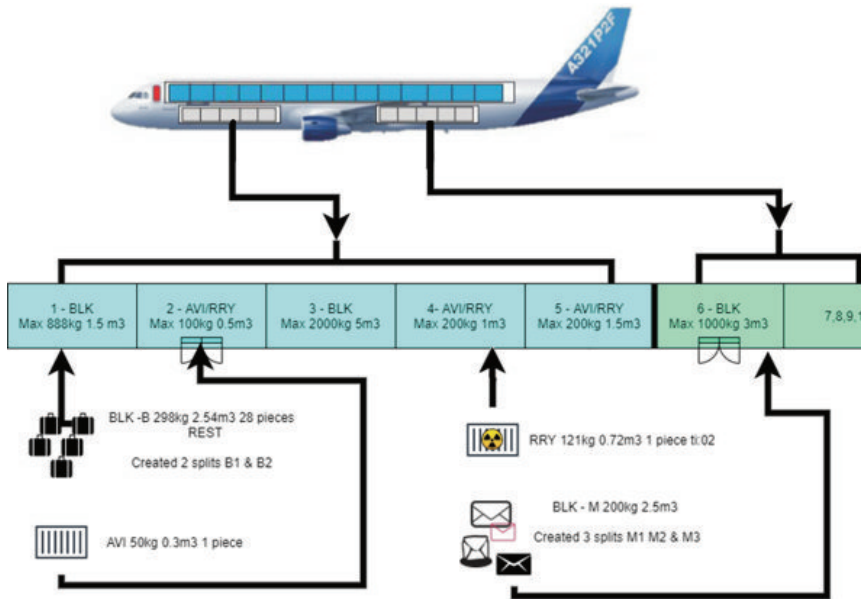 A321P2F
1 - BLK
Max 888kg 1.5 m3
2 - AVI/RRY
Max 100kg 0.5m3
3 - BLK
Max 2000kg 5m3
4- AVI/RRY
Max 200kg 1m3
5 - AVI/RRY
Max 200kg 1.5m3
6 - BLK
Max 1000kg 3m3
7,8,9,1
BLK -B 298kg 2.54m3 28 pieces
REST
Created 2 splits B1 & B2
RRY 121kg 0.72m3 1 piece ti:02
BLK - M 200kg 2.5m3
Created 3 splits M1 M2 & M3
AVI 50kg 0.3m3 1 piece